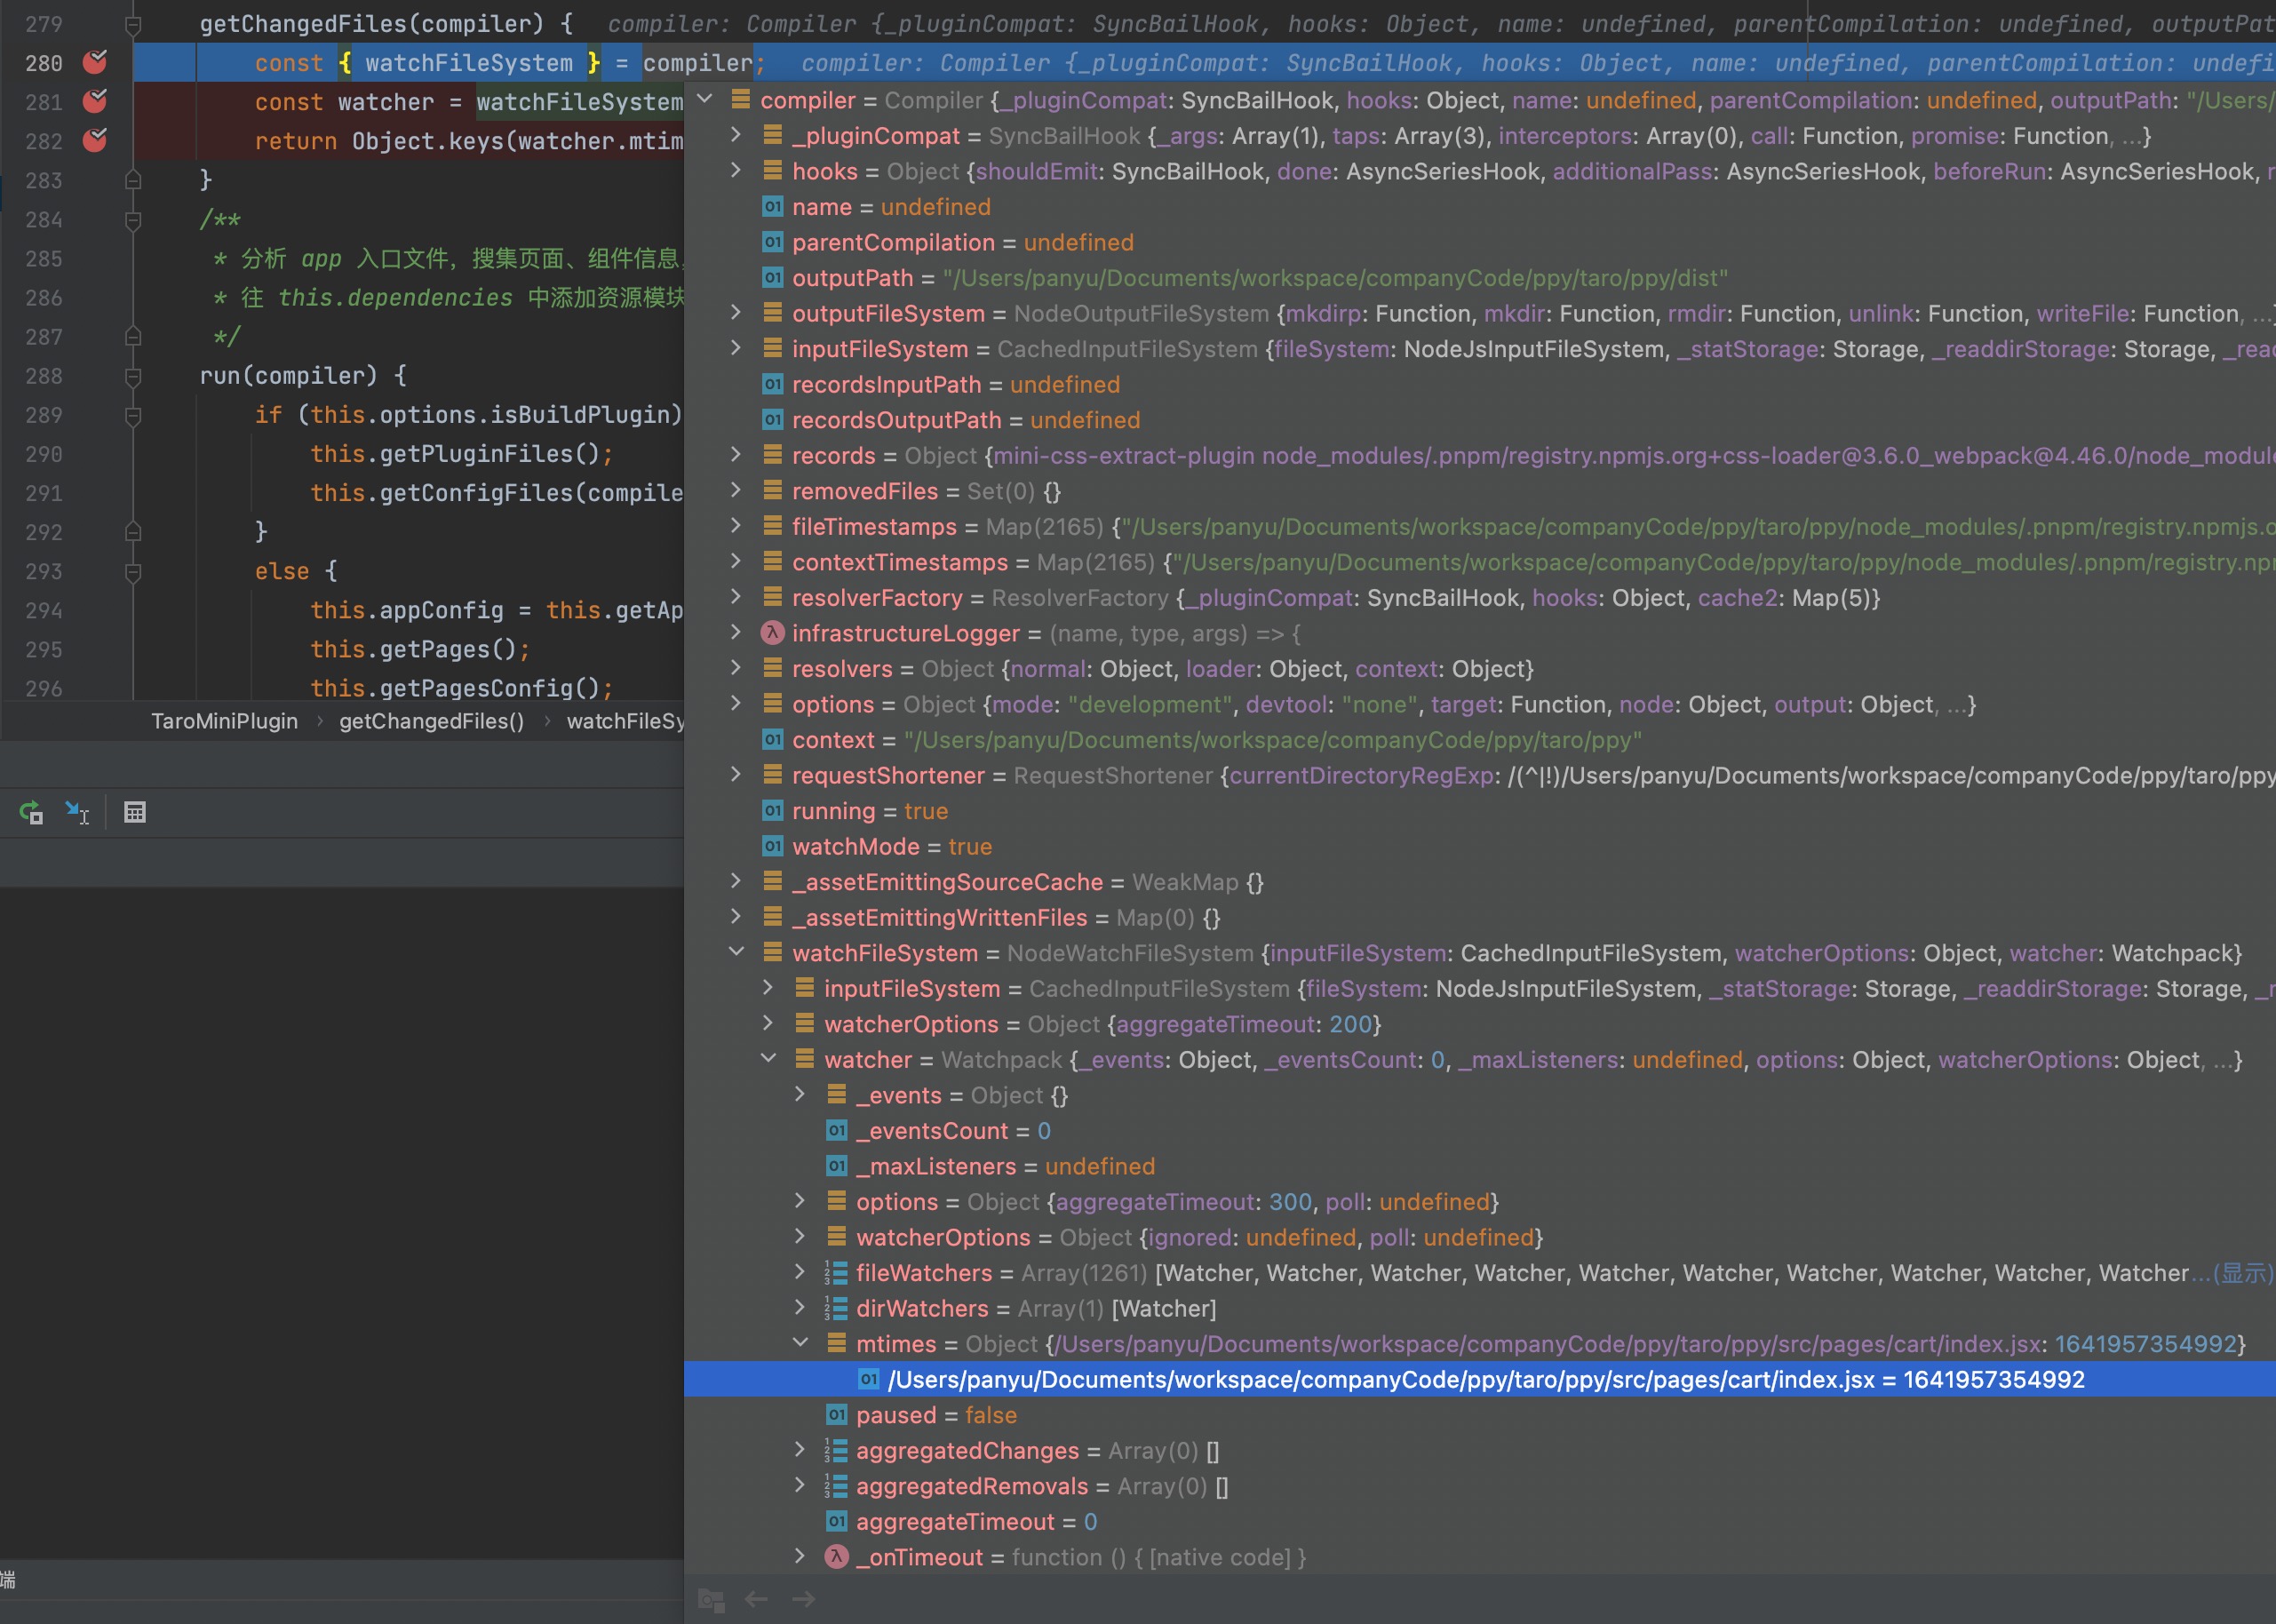 279 getChangedFiles(compiler) { compiler: Compiler {_pluginCompat: SyncBailHook, hooks: Object, name: undefined, parentCompilation: undefined, outputPat
280 const { watchFileSystem } = compiler; compiler: Compiler {_pluginCompat: SyncBailHook, hooks: Object, name: undefined, parentCompilation: undefi
281 const watcher = watchFileSystem
282 return Object.keys(watcher.mtim
283 }
284 /**
285 * 分析 app 入口文件，搜集页面、组件信息,
286 * 往 this.dependencies 中添加资源模块
287 */
288 run(compiler) {
289 if (this.options.isBuildPlugin)
290 this.getPluginFiles();
291 this.getConfigFiles(compile
292 }
293 else {
294 this.appConfig = this.getAp
295 this.getPages();
296 this.getPagesConfig();
TaroMiniPlugin › getChangedFiles() › watchFileSy
端
compiler = Compiler {_pluginCompat: SyncBailHook, hooks: Object, name: undefined, parentCompilation: undefined, outputPath: "/Users/
_pluginCompat = SyncBailHook {_args: Array(1), taps: Array(3), interceptors: Array(0), call: Function, promise: Function, ...}
hooks = Object {shouldEmit: SyncBailHook, done: AsyncSeriesHook, additionalPass: AsyncSeriesHook, beforeRun: AsyncSeriesHook, r
01 name = undefined
01 parentCompilation = undefined
01 outputPath = "/Users/panyu/Documents/workspace/companyCode/ppy/taro/ppy/dist"
outputFileSystem = NodeOutputFileSystem {mkdirp: Function, mkdir: Function, rmdir: Function, unlink: Function, writeFile: Function, ...}
inputFileSystem = CachedInputFileSystem {fileSystem: NodeJsInputFileSystem, _statStorage: Storage, _readdirStorage: Storage, _reac
01 recordsInputPath = undefined
01 recordsOutputPath = undefined
records = Object {mini-css-extract-plugin node_modules/.pnpm/registry.npmjs.org+css-loader@3.6.0_webpack@4.46.0/node_module
removedFiles = Set(0) {}
fileTimestamps = Map(2165) {"/Users/panyu/Documents/workspace/companyCode/ppy/taro/ppy/node_modules/.pnpm/registry.npmjs.o
contextTimestamps = Map(2165) {"/Users/panyu/Documents/workspace/companyCode/ppy/taro/ppy/node_modules/.pnpm/registry.npr
resolverFactory = ResolverFactory {_pluginCompat: SyncBailHook, hooks: Object, cache2: Map(5)}
λ infrastructureLogger = (name, type, args) => {
resolvers = Object {normal: Object, loader: Object, context: Object}
options = Object {mode: "development", devtool: "none", target: Function, node: Object, output: Object, ...}
01 context = "/Users/panyu/Documents/workspace/companyCode/ppy/taro/ppy"
requestShortener = RequestShortener {currentDirectoryRegExp: /(^|!)/Users/panyu/Documents/workspace/companyCode/ppy/taro/ppy
01 running = true
01 watchMode = true
_assetEmittingSourceCache = WeakMap {}
_assetEmittingWrittenFiles = Map(0) {}
watchFileSystem = NodeWatchFileSystem {inputFileSystem: CachedInputFileSystem, watcherOptions: Object, watcher: Watchpack}
inputFileSystem = CachedInputFileSystem {fileSystem: NodeJsInputFileSystem, _statStorage: Storage, _readdirStorage: Storage, _r
watcherOptions = Object {aggregateTimeout: 200}
watcher = Watchpack {_events: Object, _eventsCount: 0, _maxListeners: undefined, options: Object, watcherOptions: Object, ...}
_events = Object {}
01 _eventsCount = 0
01 _maxListeners = undefined
options = Object {aggregateTimeout: 300, poll: undefined}
watcherOptions = Object {ignored: undefined, poll: undefined}
fileWatchers = Array(1261) [Watcher, Watcher, Watcher, Watcher, Watcher, Watcher, Watcher, Watcher, Watcher, Watcher...(显示)
dirWatchers = Array(1) [Watcher]
mtimes = Object {/Users/panyu/Documents/workspace/companyCode/ppy/taro/ppy/src/pages/cart/index.jsx: 1641957354992}
01 /Users/panyu/Documents/workspace/companyCode/ppy/taro/ppy/src/pages/cart/index.jsx = 1641957354992
01 paused = false
aggregatedChanges = Array(0) []
aggregatedRemovals = Array(0) []
01 aggregateTimeout = 0
λ _onTimeout = function () { [native code] }